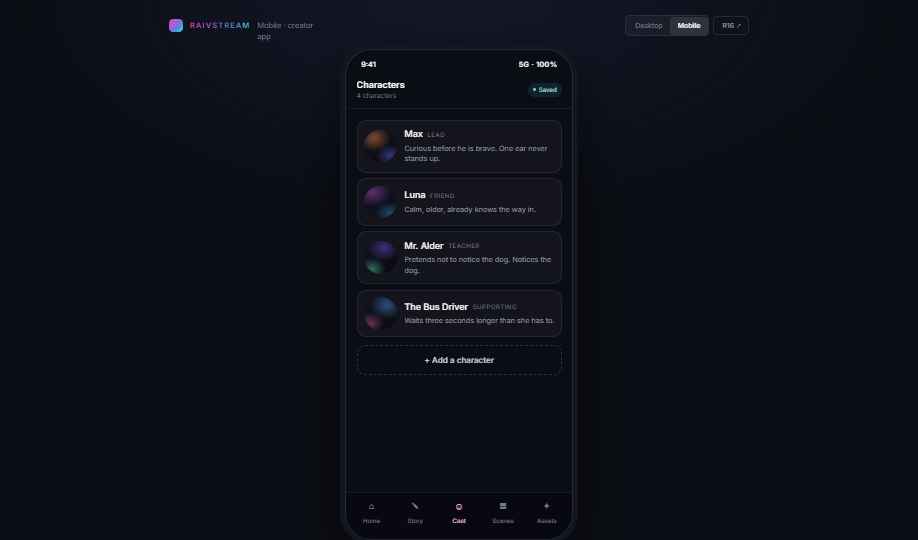 RAIVSTREAM
Mobile · creator
app
Desktop
Mobile
R16 ↗
9:41
5G · 100%
Characters
4 characters
Saved
Max LEAD
Curious before he is brave. One ear never
stands up.
Luna FRIEND
Calm, older, already knows the way in.
Mr. Alder TEACHER
Pretends not to notice the dog. Notices the
dog.
The Bus Driver SUPPORTING
Waits three seconds longer than she has to.
+ Add a character
Home
Story
Cast
Scenes
Assets